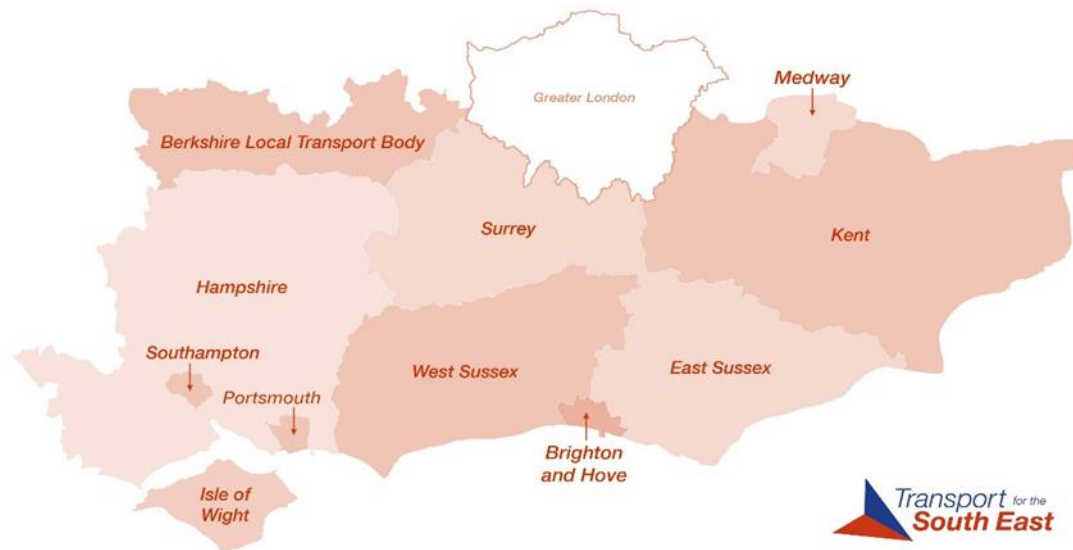 Greater London
Medway
Berkshire Local Transport Body
Surrey
Kent
Hampshire
Southampton
West Sussex
East Sussex
Portsmouth
Brighton
and Hove
Isle of
Wight
Transport for the
South East